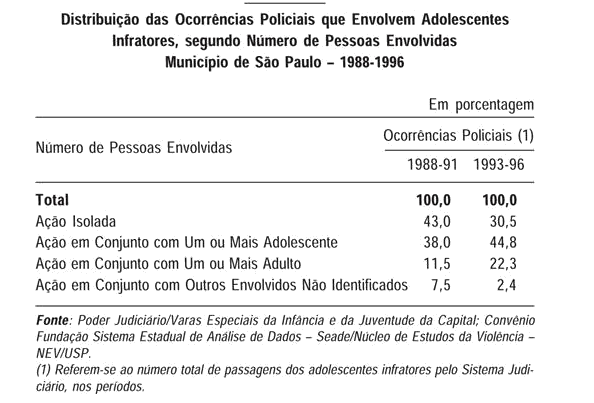 Distribuição das Ocorrências Policiais que Envolvem Adolescentes
Infratores, segundo Número de Pessoas Envolvidas
Município de São Paulo – 1988-1996
Em porcentagem
Número de Pessoas Envolvidas
Ocorrências Policiais (1)
1988-91 1993-96
Total 100,0 100,0
Ação Isolada 43,0 30,5
Ação em Conjunto com Um ou Mais Adolescente 38,0 44,8
Ação em Conjunto com Um ou Mais Adulto 11,5 22,3
Ação em Conjunto com Outros Envolvidos Não Identificados 7,5 2,4
Fonte: Poder Judiciário/Varas Especiais da Infância e da Juventude da Capital; Convênio
Fundação Sistema Estadual de Análise de Dados – Seade/Núcleo de Estudos da Violência –
NEV/USP.
(1) Referem-se ao número total de passagens dos adolescentes infratores pelo Sistema Judi-
ciário, nos períodos.